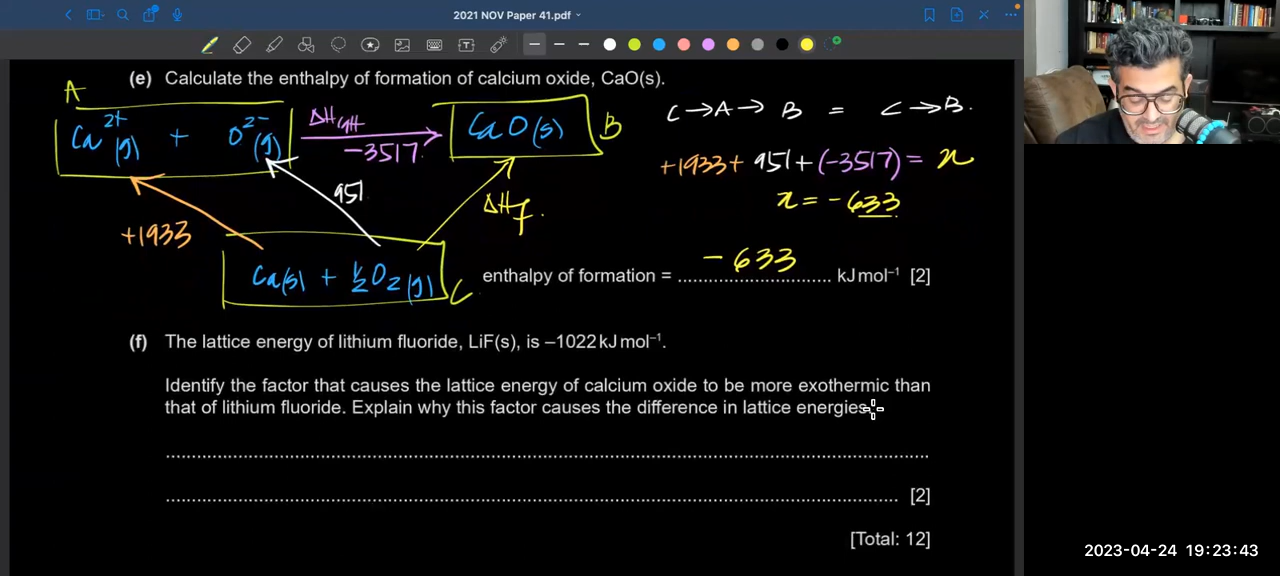 2021 NOV Paper 41.pdf
(e) Calculate the enthalpy of formation of calcium oxide, CaO(s).
A
Ca²⁺(g) + O²⁻(g)
ΔHLatt
-3517
CaO(s) B
C→A→B = C→B.
+1933 + 951 + (-3517) = x
x = -633
+1933
951
ΔHf.
Ca(s) + ½O₂(g) C
-633
enthalpy of formation = .............................. kJ mol⁻¹ [2]
(f) The lattice energy of lithium fluoride, LiF(s), is –1022 kJ mol⁻¹.
Identify the factor that causes the lattice energy of calcium oxide to be more exothermic than
that of lithium fluoride. Explain why this factor causes the difference in lattice energies
[2]
[Total: 12]
2023-04-24 19:23:43